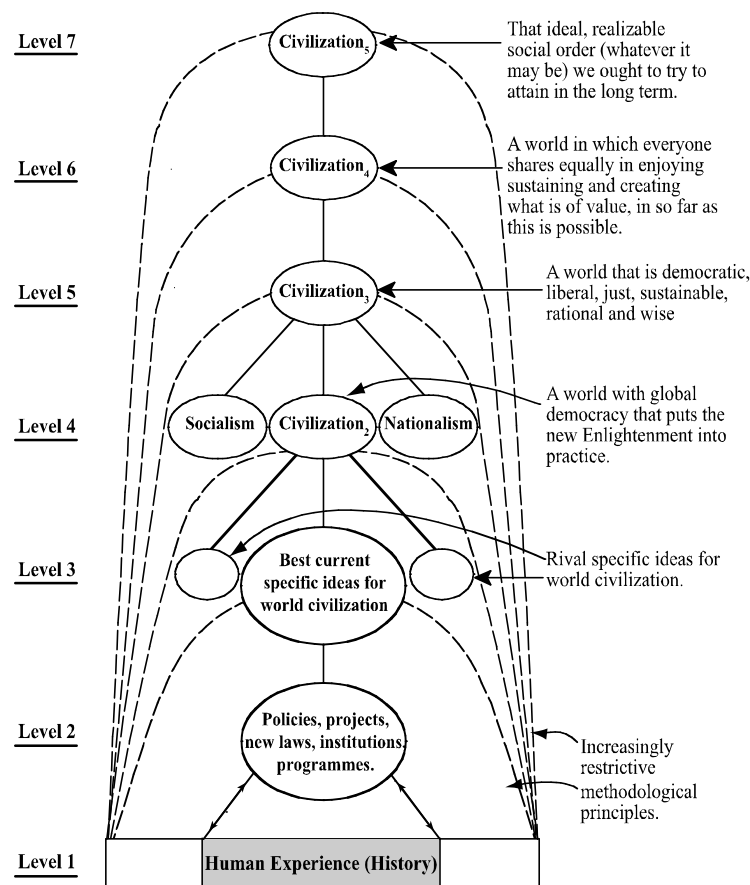 Level 7
Civilization5
That ideal, realizable
social order (whatever it
may be) we ought to try to
attain in the long term.
Level 6
Civilization4
A world in which everyone
shares equally in enjoying
sustaining and creating
what is of value, in so far as
this is possible.
Level 5
Civilization3
A world that is democratic,
liberal, just, sustainable,
rational and wise
Level 4
Socialism
Civilization2
Nationalism
A world with global
democracy that puts the
new Enlightenment into
practice.
Level 3
Best current
specific ideas for
world civilization
Rival specific ideas for
world civilization.
Level 2
Policies, projects,
new laws, institutions,
programmes.
Increasingly
restrictive
methodological
principles.
Level 1
Human Experience (History)